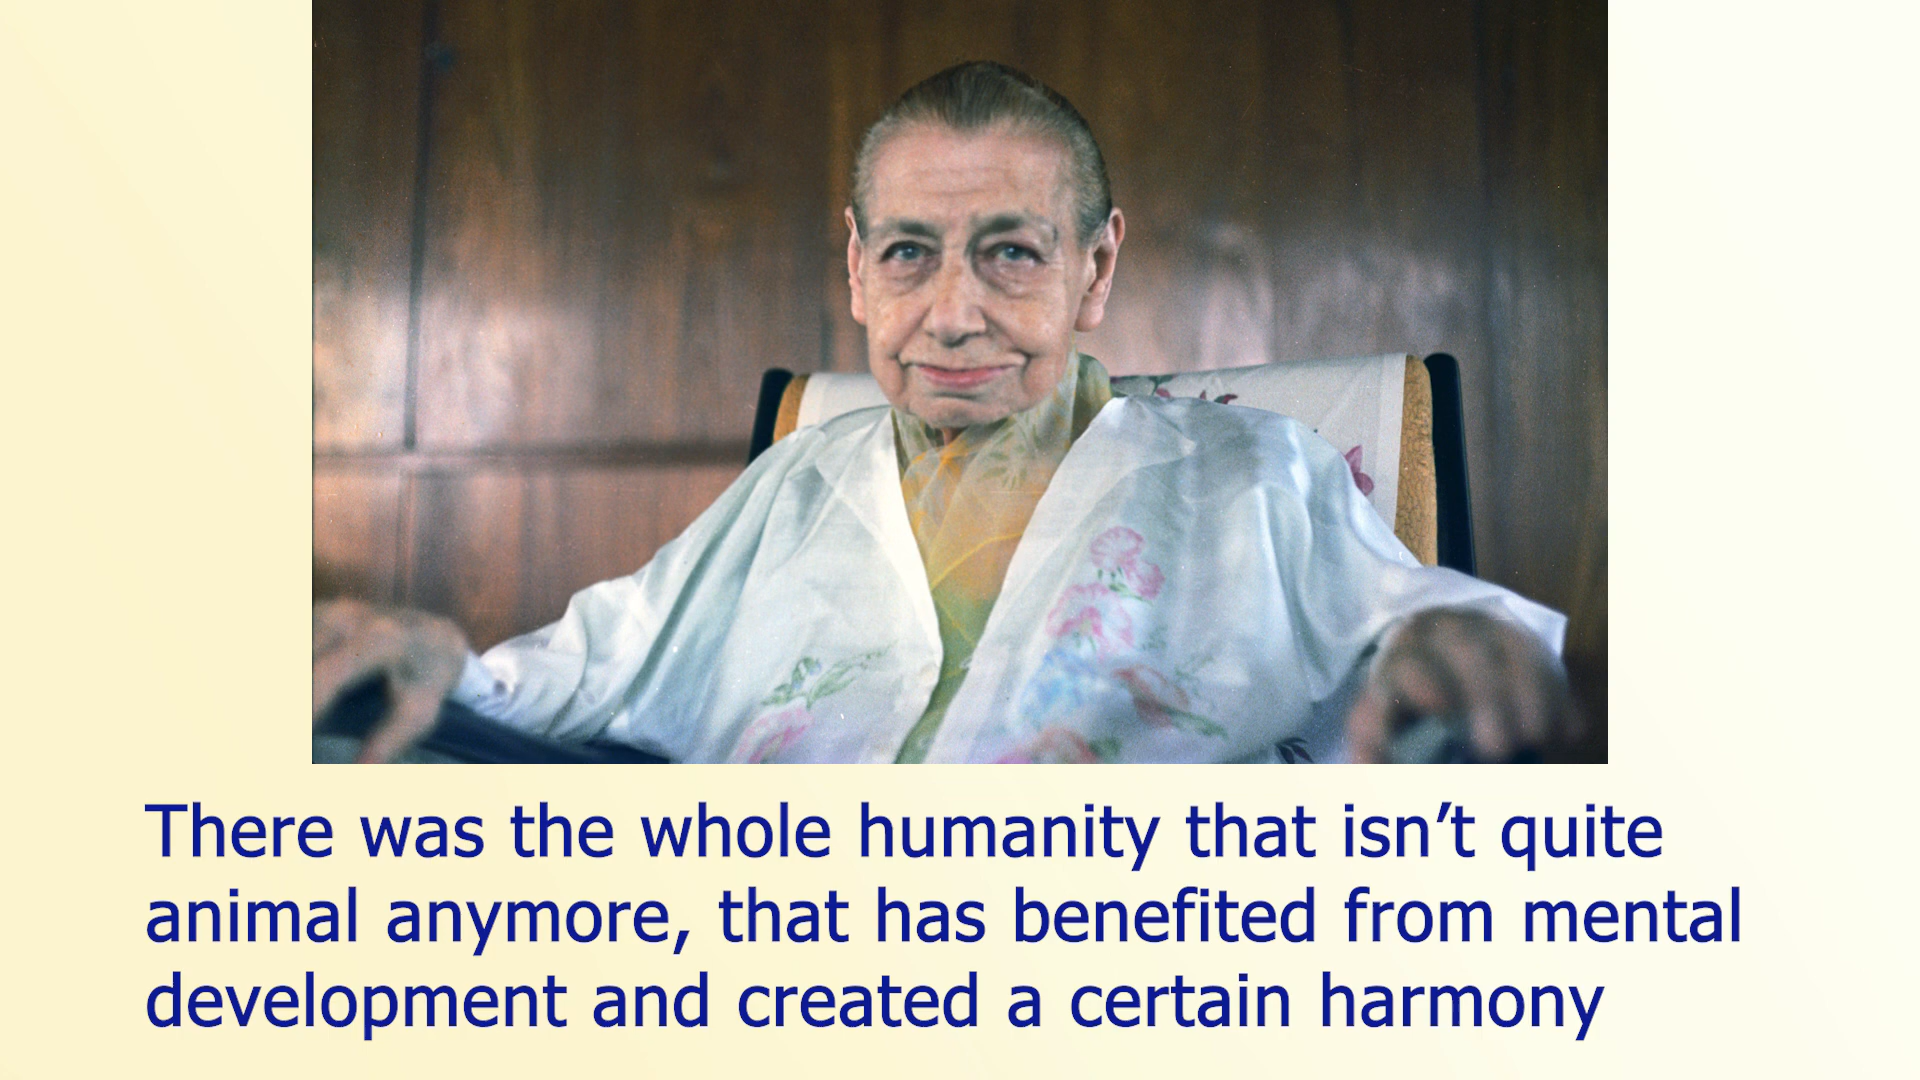 There was the whole humanity that isn’t quite
animal anymore, that has benefited from mental
development and created a certain harmony